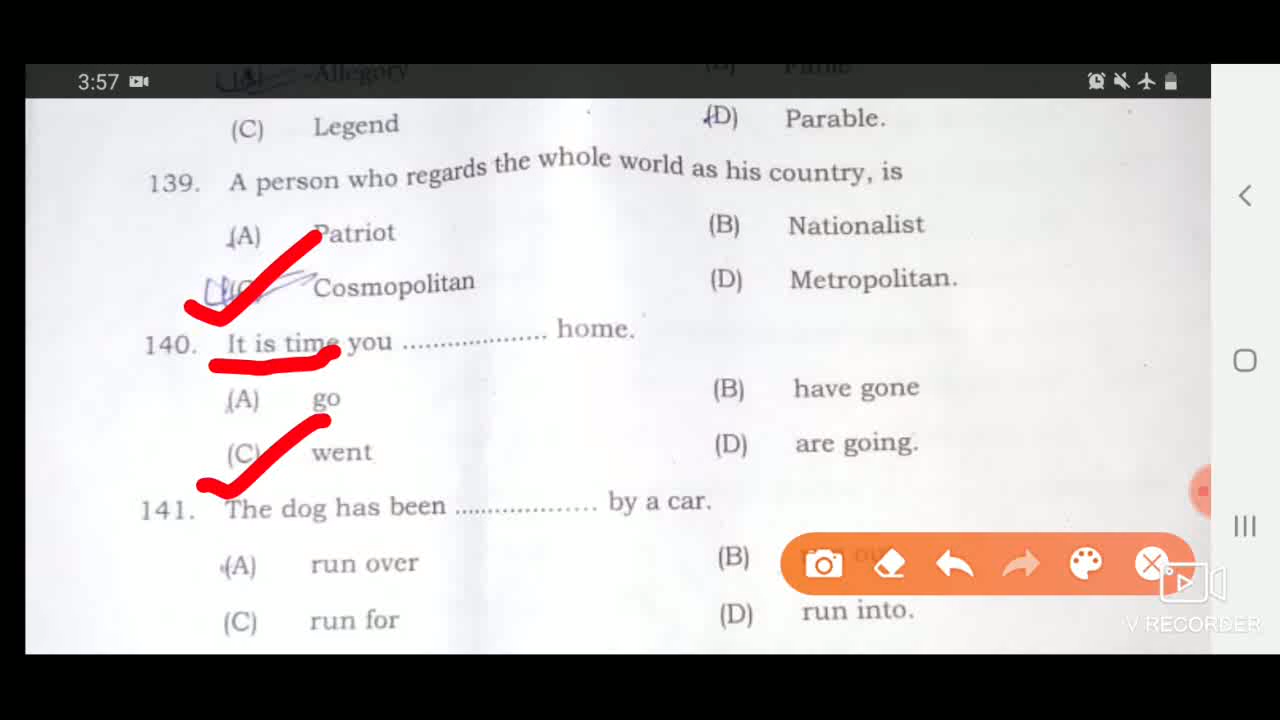 3:57
Allegory
(C) Legend (D) Parable.
139. A person who regards the whole world as his country, is
(A) Patriot (B) Nationalist
(C) Cosmopolitan (D) Metropolitan.
140. It is time you ................... home.
(A) go (B) have gone
(C) went (D) are going.
141. The dog has been ................... by a car.
(A) run over (B)
(C) run for (D) run into.
V RECORDER